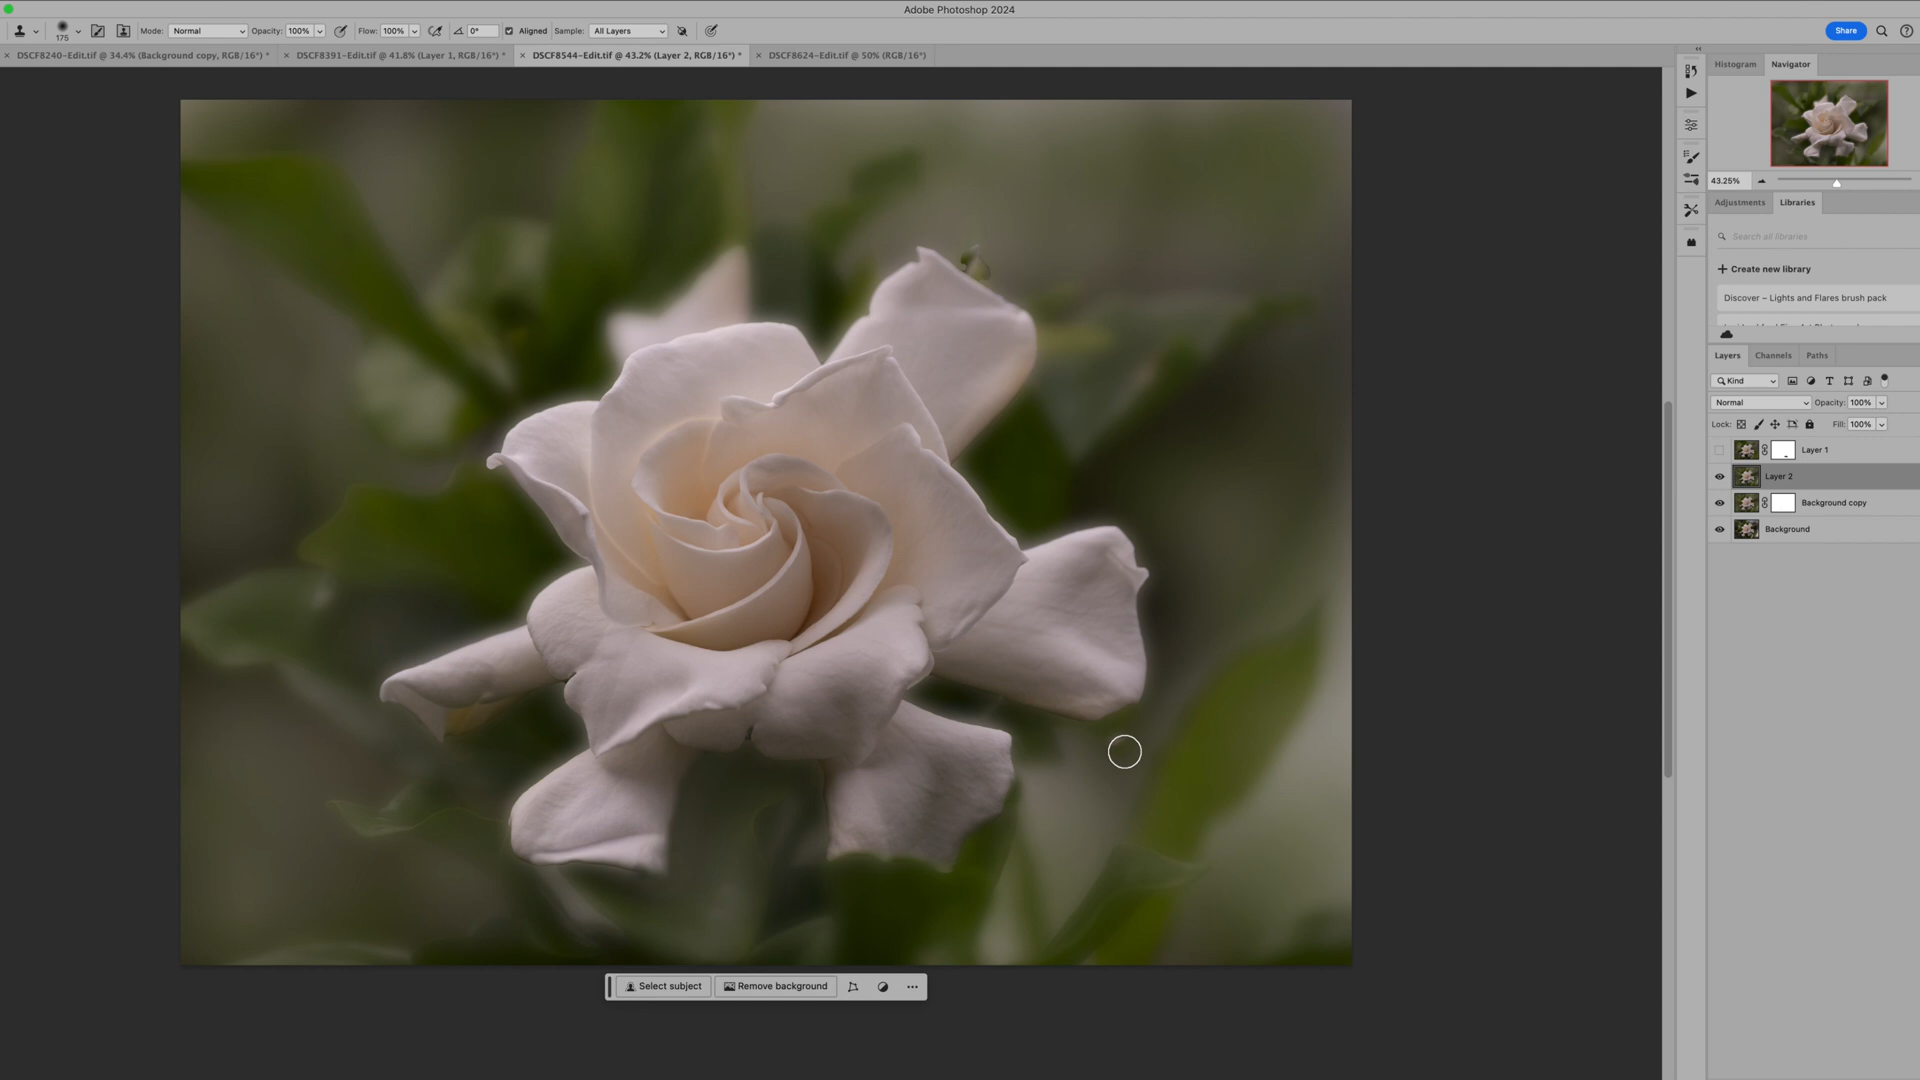 Adobe Photoshop 2024
175 Mode: Normal Opacity: 100% Flow: 100% 0° Aligned Sample: All Layers Share
DSCF8240-Edit.tif @ 34.4% (Background copy, RGB/16*) *
DSCF8391-Edit.tif @ 41.8% (Layer 1, RGB/16*) *
DSCF8544-Edit.tif @ 43.2% (Layer 2, RGB/16*) *
DSCF8624-Edit.tif @ 50% (RGB/16*)
Histogram Navigator
43.25%
Adjustments Libraries
Search all libraries
+ Create new library
Discover – Lights and Flares brush pack
Layers Channels Paths
Kind
Normal Opacity: 100%
Lock: Fill: 100%
Layer 1
Layer 2
Background copy
Background
Select subject Remove background